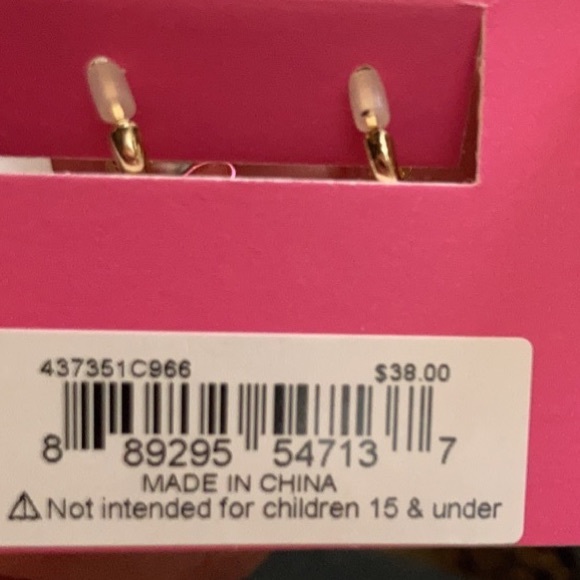 437351C966 $38.00
8 89295 54713 7
MADE IN CHINA
⚠ Not intended for children 15 & under